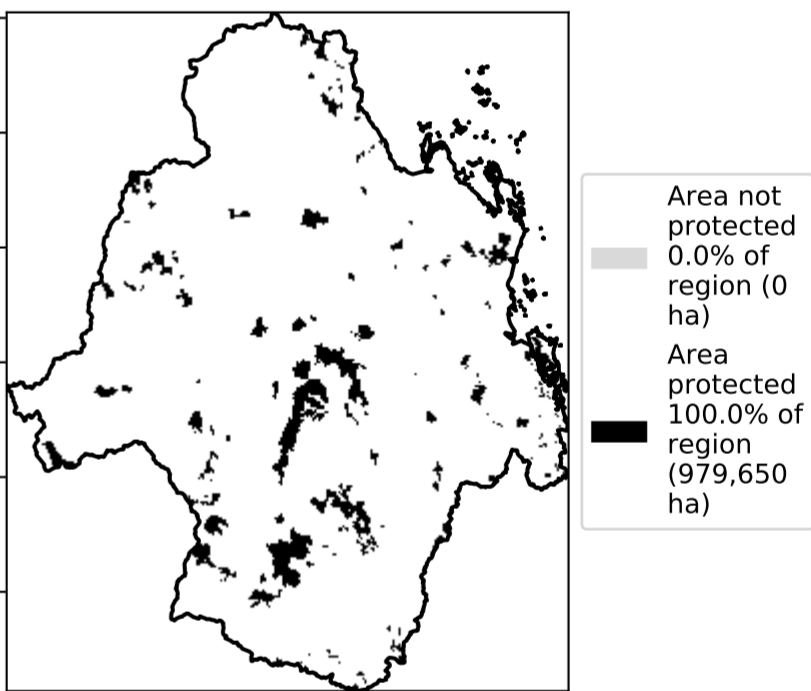 Area not
protected
0.0% of
region (0
ha)
Area
protected
100.0% of
region
(979,650
ha)